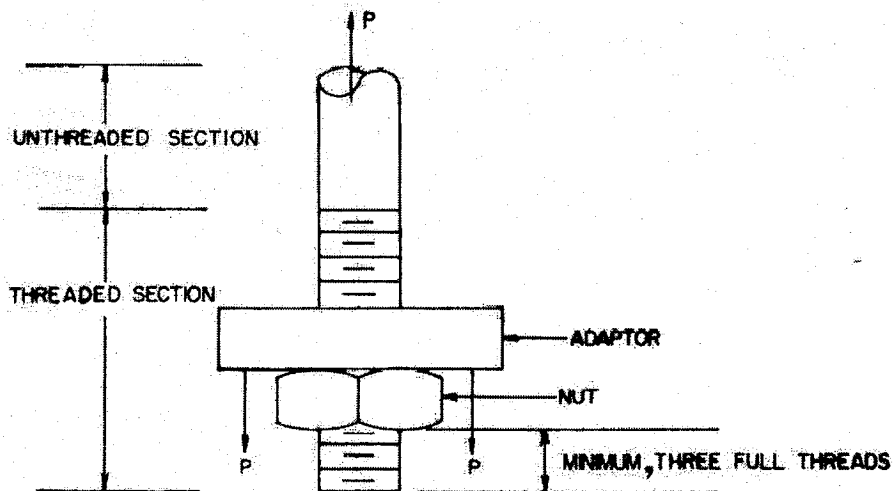 P
UNTHREADED SECTION
THREADED SECTION
ADAPTOR
NUT
P
P
MINIMUM, THREE FULL THREADS